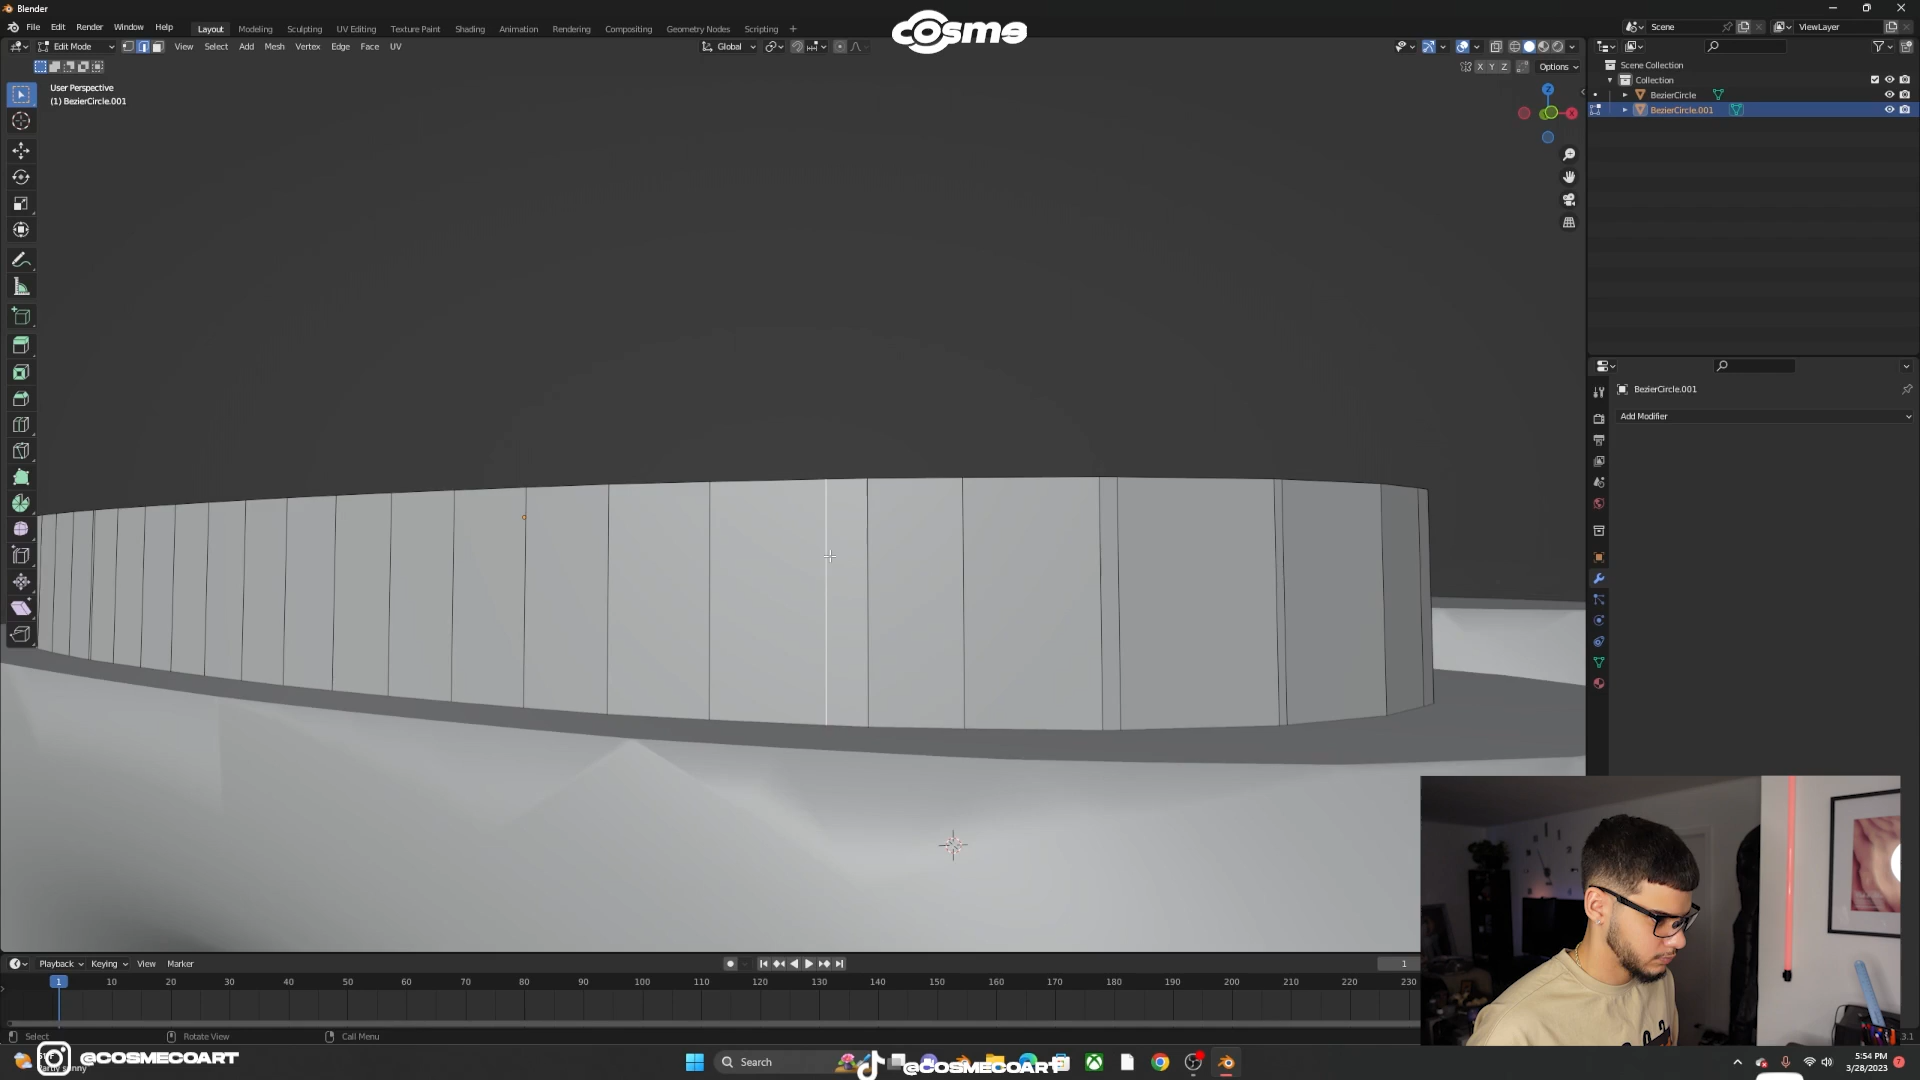 Blender
File Edit Render Window Help
Layout Modeling Sculpting UV Editing Texture Paint Shading Animation Rendering Compositing Geometry Nodes Scripting +
cosme
Scene
ViewLayer
Edit Mode
View Select Add Mesh Vertex Edge Face UV
Global
X Y Z
Options
User Perspective
(1) BezierCircle.001
Z
X
Scene Collection
Collection
BezierCircle
BezierCircle.001
BezierCircle.001
Add Modifier
Playback Keying View Marker
1
1 10 20 30 40 50 60 70 80 90 100 110 120 130 140 150 160 170 180 190 200 210 220 230
Select
Rotate View
Call Menu
3.1
@COSMECOART
Search
@COSMECOART
5:54 PM
3/28/2023
7